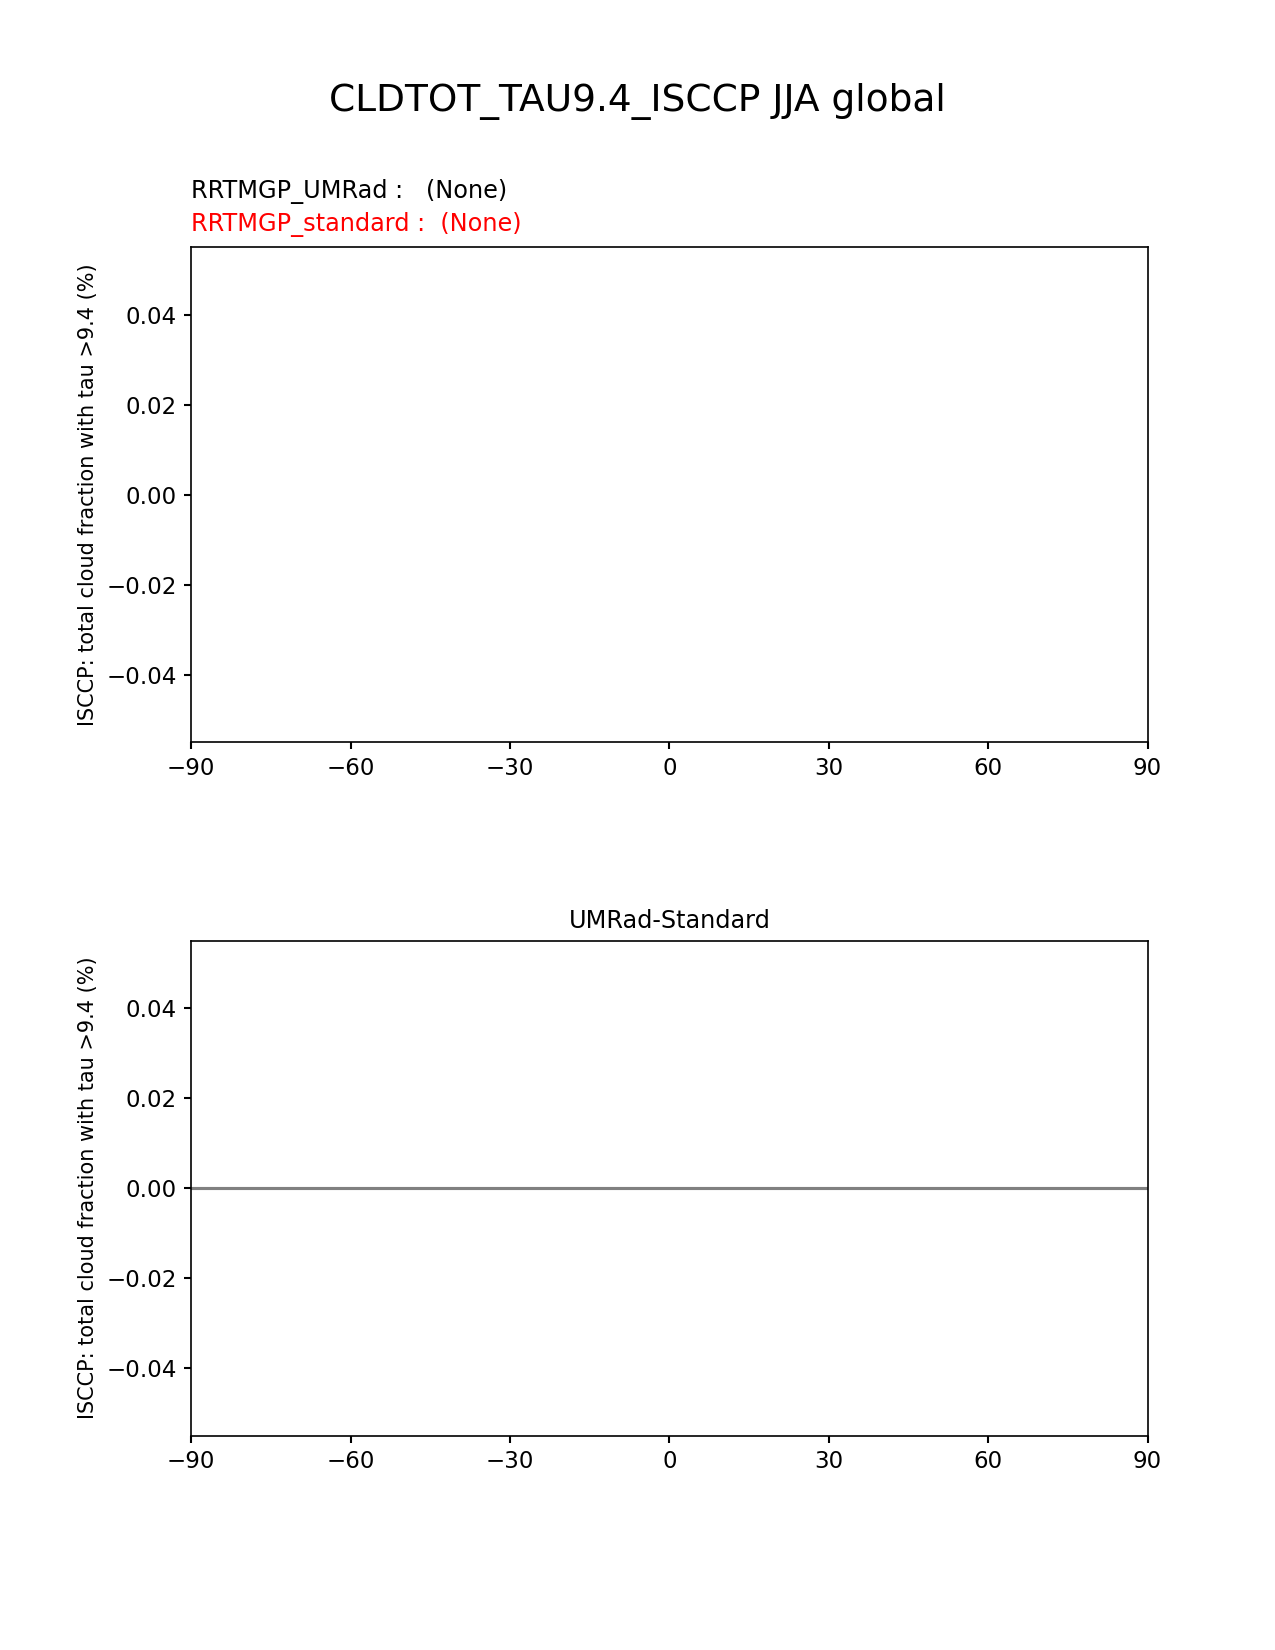 CLDTOT_TAU9.4_ISCCP JJA global
RRTMGP_UMRad :   (None)
RRTMGP_standard :  (None)
ISCCP: total cloud fraction with tau >9.4 (%)
0.04
0.02
0.00
−0.02
−0.04
−90 −60 −30 0 30 60 90
UMRad-Standard
ISCCP: total cloud fraction with tau >9.4 (%)
0.04
0.02
0.00
−0.02
−0.04
−90 −60 −30 0 30 60 90